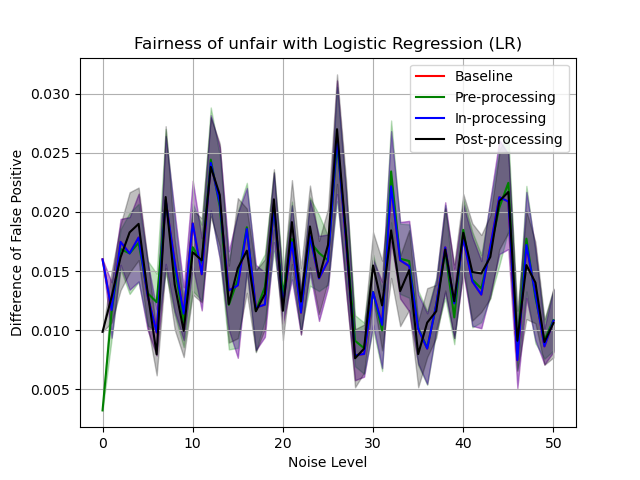 Fairness of unfair with Logistic Regression (LR)
Baseline
Pre-processing
In-processing
Post-processing
Difference of False Positive
0.030
0.025
0.020
0.015
0.010
0.005
0 10 20 30 40 50
Noise Level